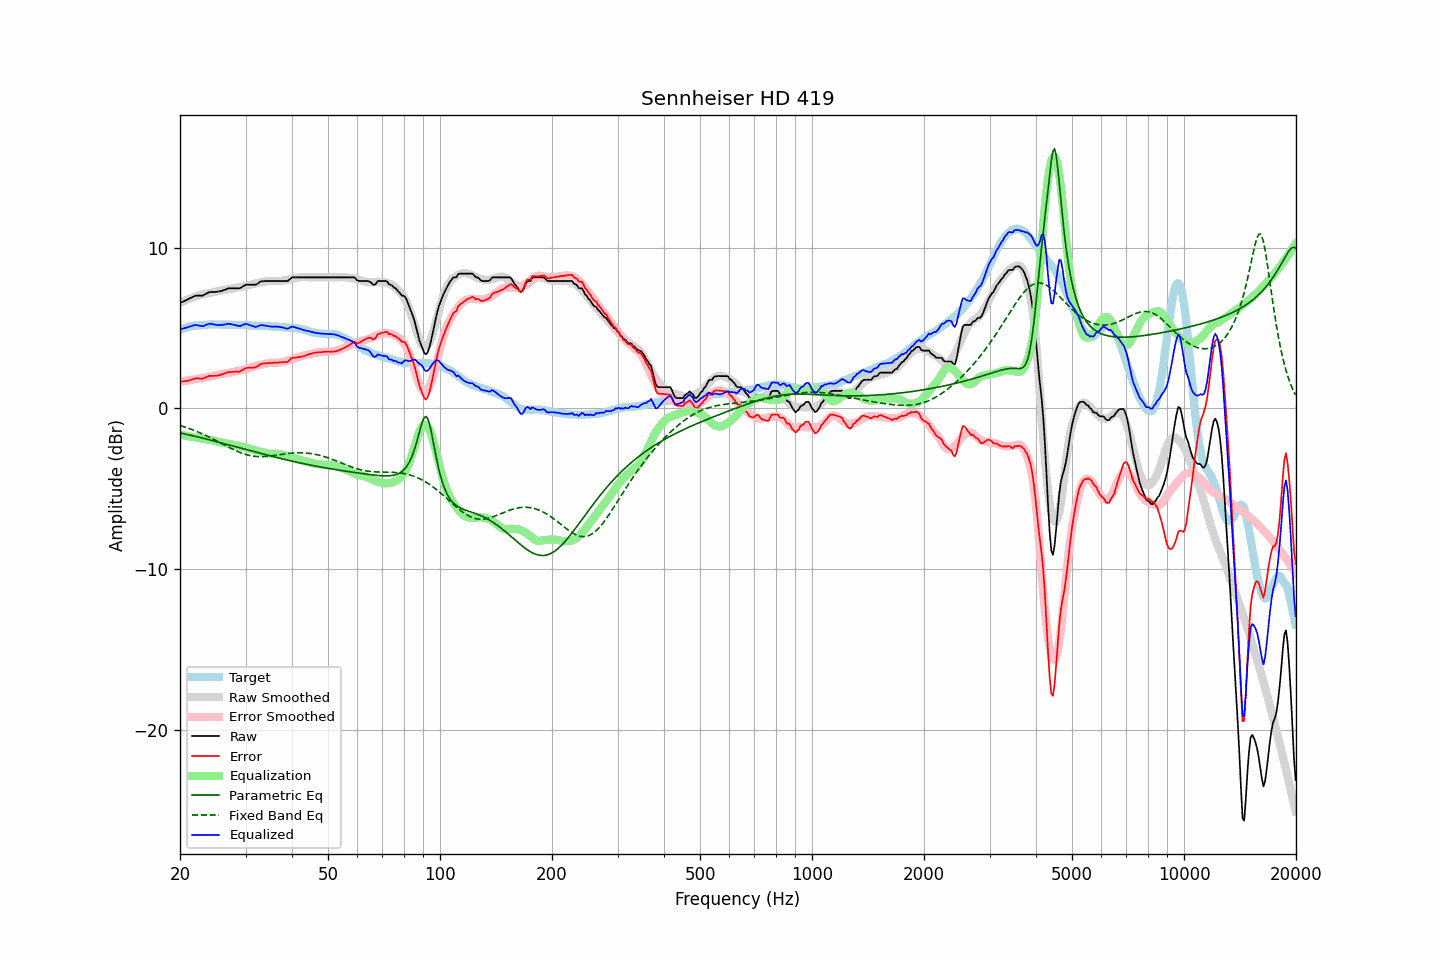 Sennheiser HD 419
Amplitude (dBr)
10
0
−10
−20
Target
Raw Smoothed
Error Smoothed
Raw
Error
Equalization
Parametric Eq
Fixed Band Eq
Equalized
20 50 100 200 500 1000 2000 5000 10000 20000
Frequency (Hz)